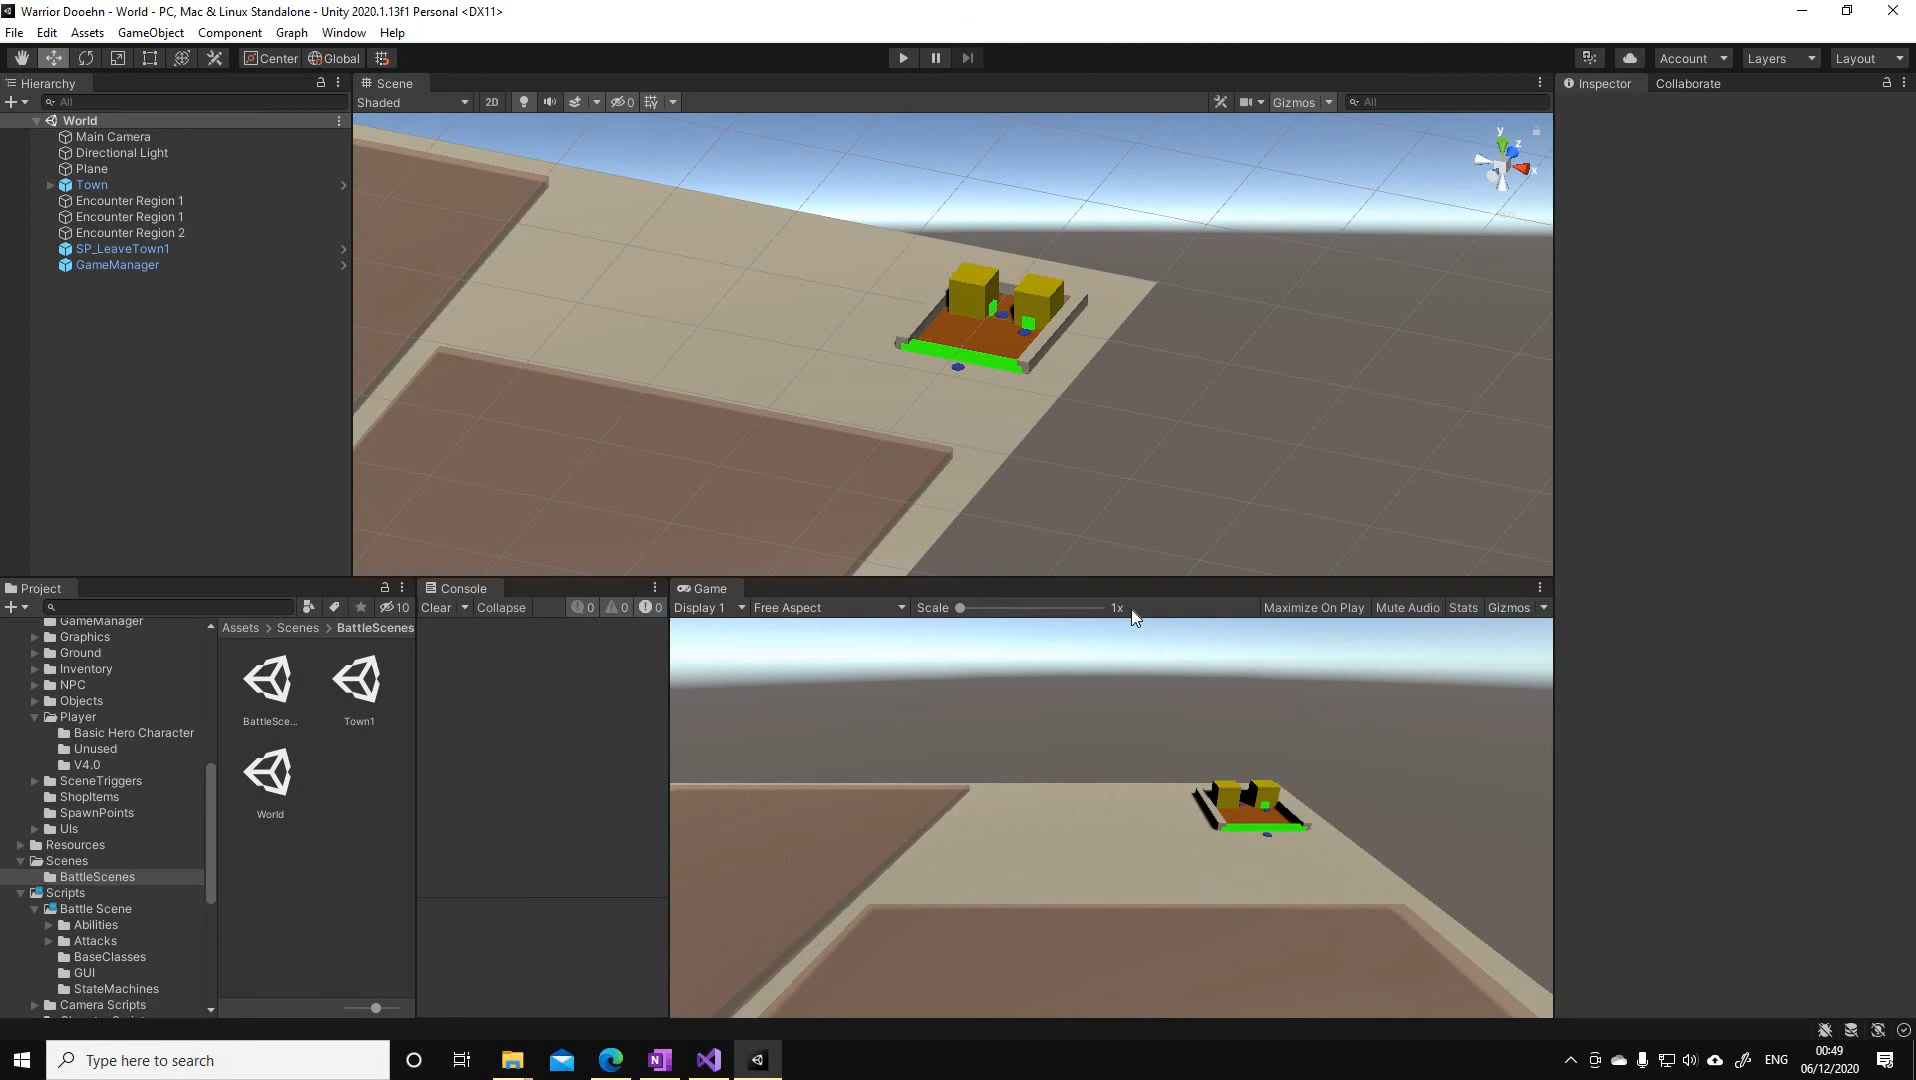 Warrior Dooehn - World - PC, Mac & Linux Standalone - Unity 2020.1.13f1 Personal <DX11>
File Edit Assets GameObject Component Graph Window Help
Center Global Account Layers Layout
Hierarchy
All
World
Main Camera
Directional Light
Plane
Town
Encounter Region 1
Encounter Region 1
Encounter Region 2
SP_LeaveTown1
GameManager
Scene
Shaded 2D 0 Gizmos All
y
z
x
Iso
Inspector Collaborate
Project
10
GameManager
Graphics
Ground
Inventory
NPC
Objects
Player
Basic Hero Character
Unused
V4.0
SceneTriggers
ShopItems
SpawnPoints
UIs
Resources
Scenes
BattleScenes
Scripts
Battle Scene
Abilities
Attacks
BaseClasses
GUI
StateMachines
Camera Scripts
Assets > Scenes > BattleScenes
BattleSce...
Town1
World
Console
Clear Collapse 0 0 0
Game
Display 1 Free Aspect Scale 1x Maximize On Play Mute Audio Stats Gizmos
Type here to search
ENG
00:49
06/12/2020